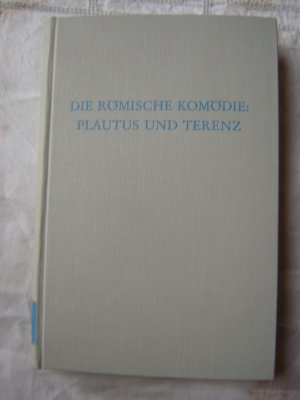 DIE RÖMISCHE KOMÖDIE:
PLAUTUS UND TERENZ